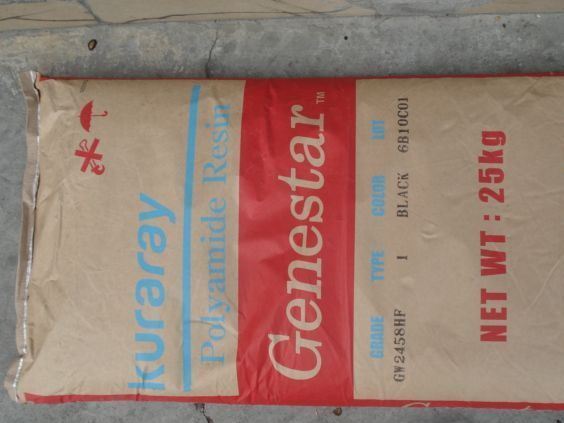 kuraray
Polyamide Resin
Genestar™
GRADE TYPE COLOR LOT
GW2458HF I BLACK 6B10C01
NET WT : 25kg